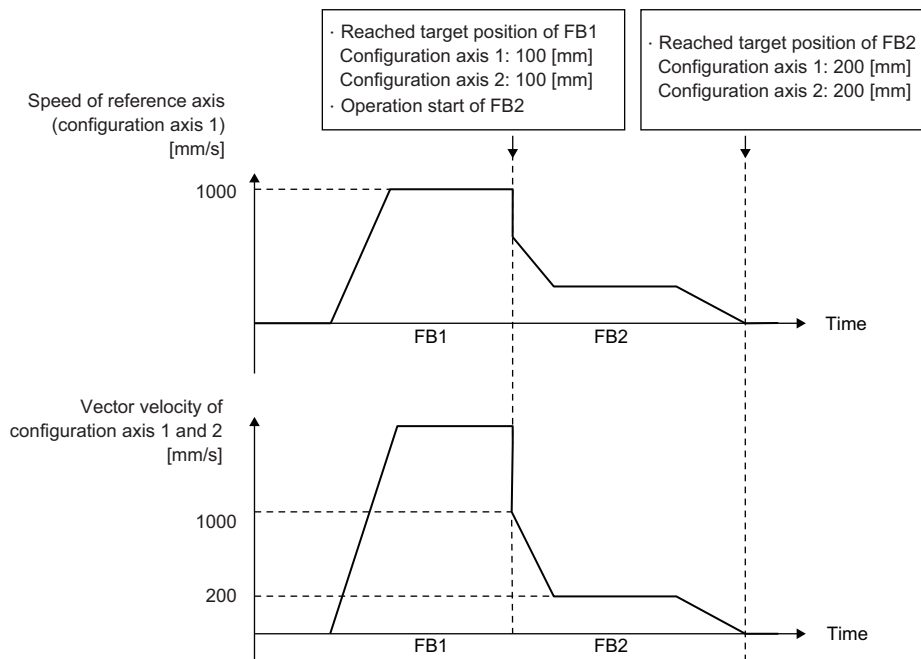 · Reached target position of FB1
Configuration axis 1: 100 [mm]
Configuration axis 2: 100 [mm]
· Operation start of FB2
· Reached target position of FB2
Configuration axis 1: 200 [mm]
Configuration axis 2: 200 [mm]
Speed of reference axis
(configuration axis 1)
[mm/s]
1000
Time
FB1
FB2
Vector velocity of
configuration axis 1 and 2
[mm/s]
1000
200
Time
FB1
FB2